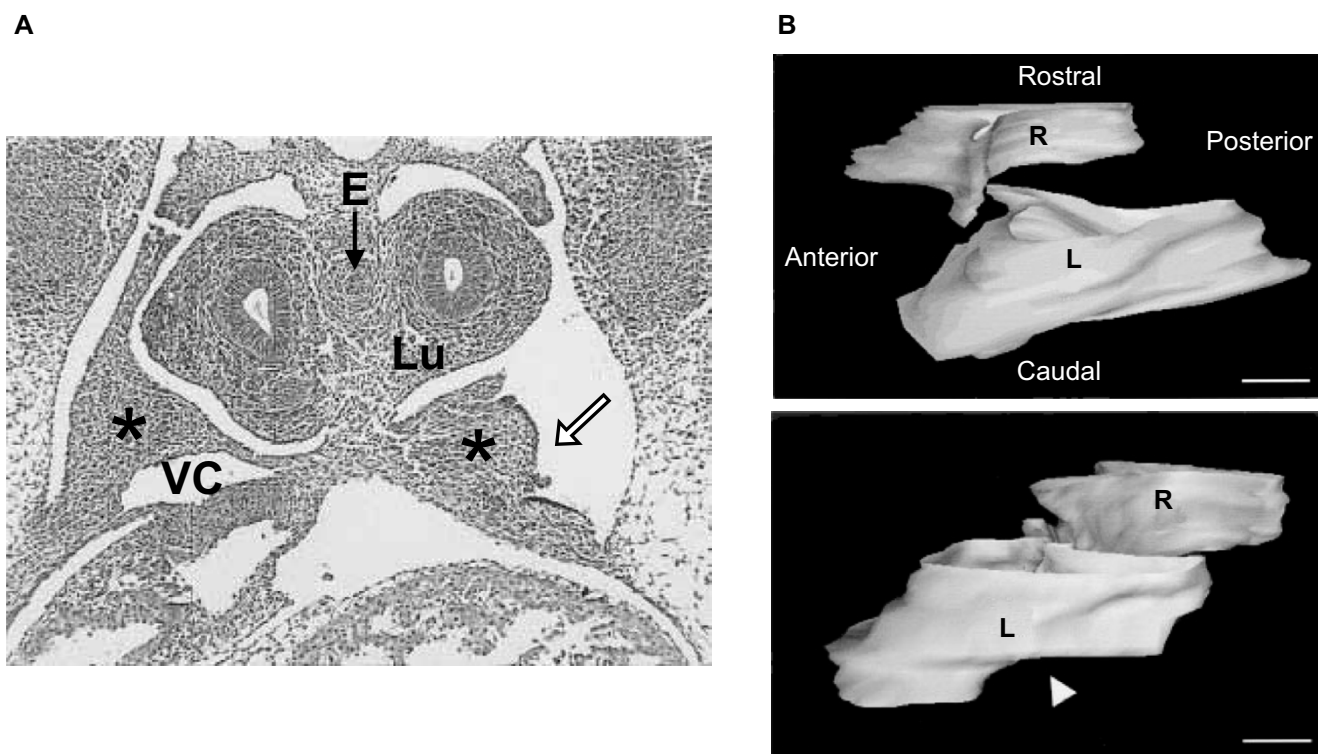 A
E
Lu
*
*
VC
B
Rostral
R
Posterior
Anterior
L
Caudal
R
L